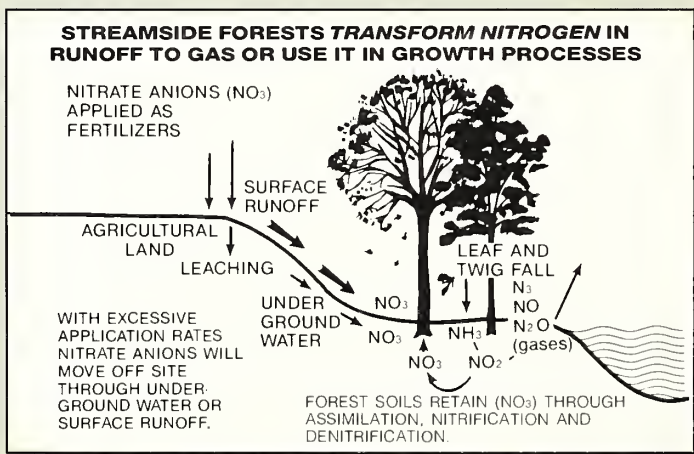 STREAMSIDE FORESTS TRANSFORM NITROGEN IN
RUNOFF TO GAS OR USE IT IN GROWTH PROCESSES
NITRATE ANIONS (NO3)
APPLIED AS
FERTILIZERS
SURFACE
RUNOFF
AGRICULTURAL
LAND
LEACHING
UNDER
GROUND
WATER
NO3
NO3
LEAF AND
TWIG FALL
N3
NO
N2O
(gases)
NH3
NO2
NO3
WITH EXCESSIVE
APPLICATION RATES
NITRATE ANIONS WILL
MOVE OFF SITE
THROUGH UNDER-
GROUND WATER OR
SURFACE RUNOFF.
FOREST SOILS RETAIN (NO3) THROUGH
ASSIMILATION, NITRIFICATION AND
DENITRIFICATION.